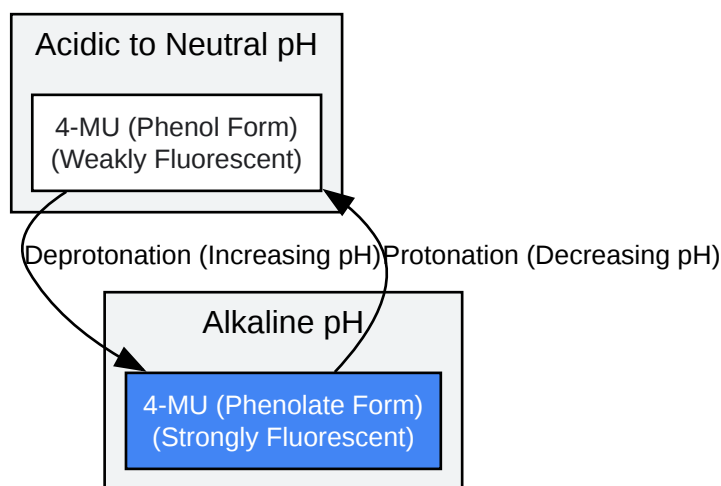 Acidic to Neutral pH
4-MU (Phenol Form)
(Weakly Fluorescent)
Deprotonation (Increasing pH)
Protonation (Decreasing pH)
Alkaline pH
4-MU (Phenolate Form)
(Strongly Fluorescent)